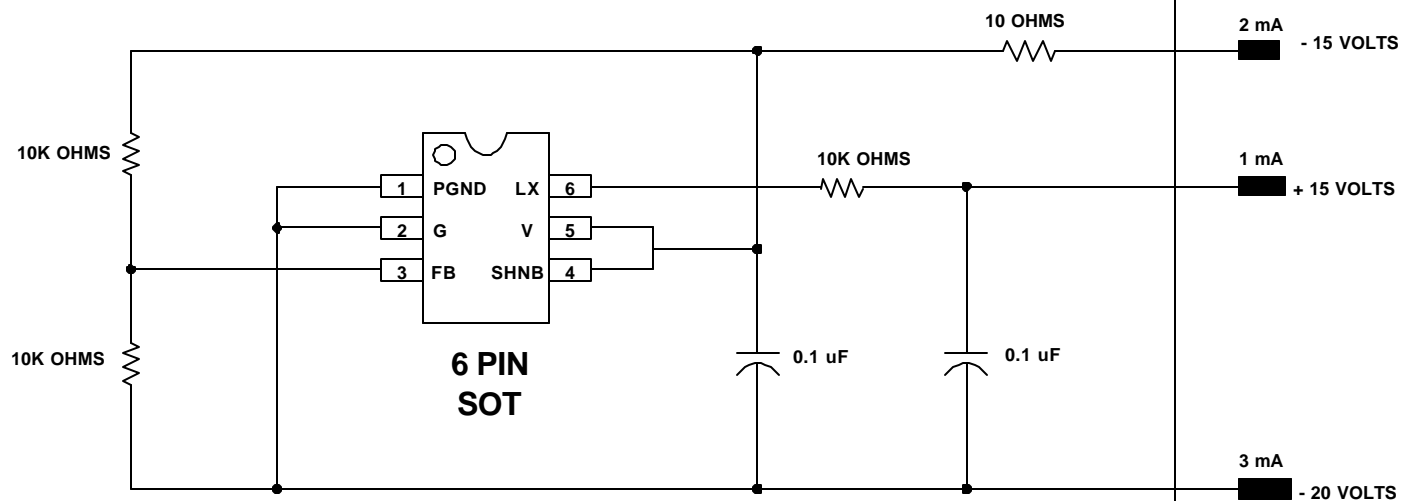 10 OHMS
2 mA
- 15 VOLTS
10K OHMS
10K OHMS
1 mA
+ 15 VOLTS
1 PGND LX 6
2 G V 5
3 FB SHNB 4
10K OHMS
6 PIN
SOT
0.1 uF
0.1 uF
3 mA
- 20 VOLTS